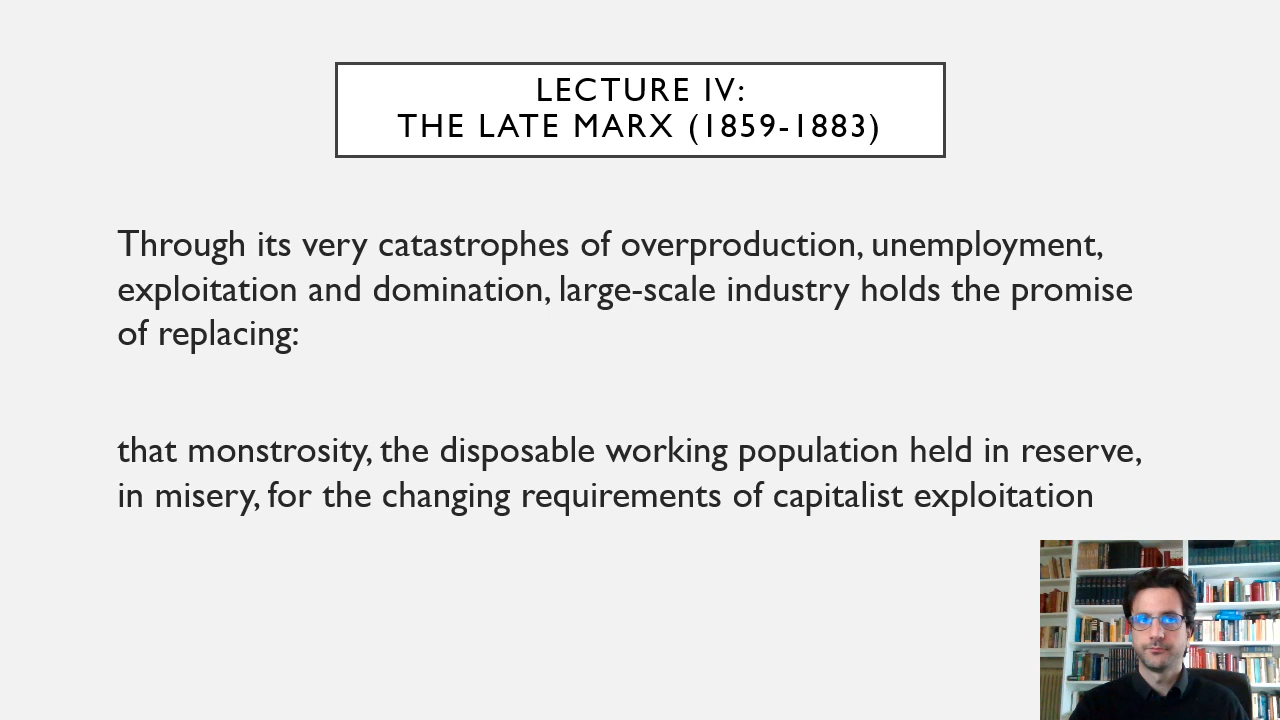 LECTURE IV:
THE LATE MARX (1859-1883)
Through its very catastrophes of overproduction, unemployment,
exploitation and domination, large-scale industry holds the promise
of replacing:
that monstrosity, the disposable working population held in reserve,
in misery, for the changing requirements of capitalist exploitation